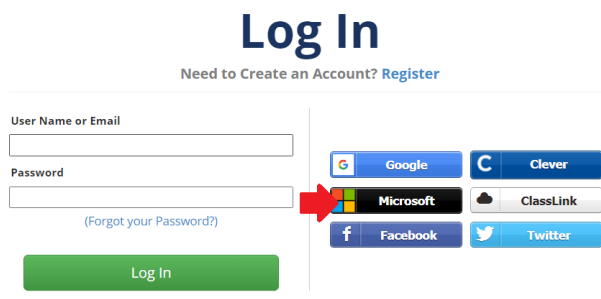 Log In
Need to Create an Account? Register
User Name or Email
Password
(Forgot your Password?)
Log In
Google
Clever
Microsoft
ClassLink
Facebook
Twitter